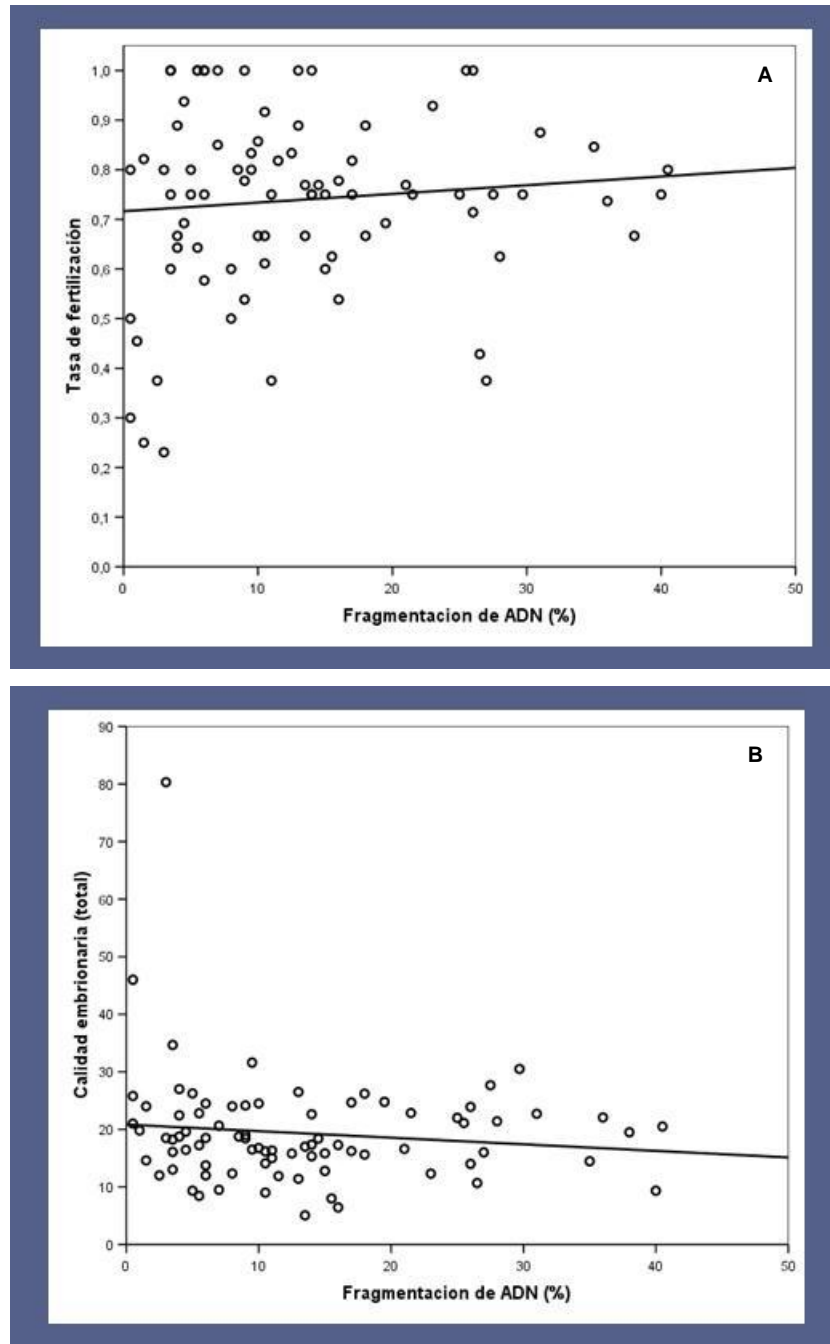 A
1,0
0,9
0,8
0,7
0,6
0,5
0,4
0,3
0,2
0,1
0,0
Tasa de fertilización
0 10 20 30 40 50
Fragmentacion de ADN (%)
B
90
80
70
60
50
40
30
20
10
0
Calidad embrionaria (total)
0 10 20 30 40 50
Fragmentacion de ADN (%)